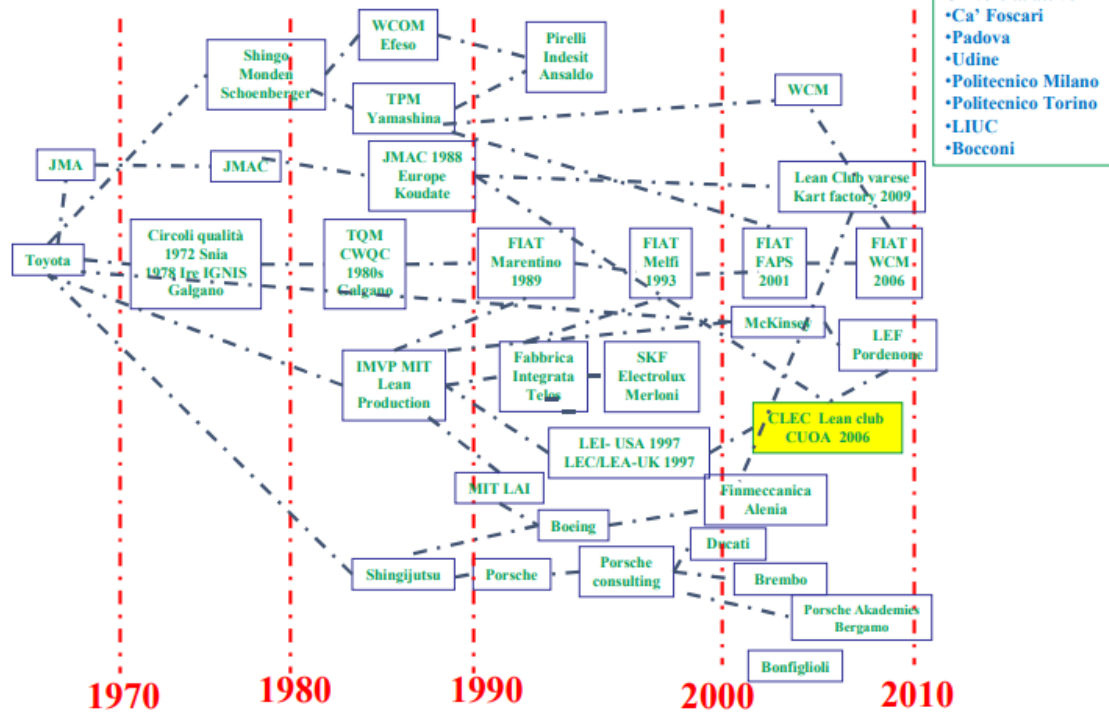 • Ca' Foscari
• Padova
• Udine
• Politecnico Milano
• Politecnico Torino
• LIUC
• Bocconi
WCOM
Efeso
Pirelli
Indesit
Ansaldo
Shingo
Monden
Schoenberger
TPM
Yamashina
WCM
JMA
JMAC
JMAC 1988
Europe
Koudate
Lean Club varese
Kart factory 2009
Toyota
Circoli qualità
1972 Snia
1978 Ire IGNIS
Galgano
TQM
CWQC
1980s
Galgano
FIAT
Marentino
1989
FIAT
Melfi
1993
FIAT
FAPS
2001
FIAT
WCM
2006
McKinsey
LEF
Pordenone
IMVP MIT
Lean
Production
Fabbrica
Integrata
Telos
SKF
Electrolux
Merloni
CLEC Lean club
CUOA 2006
LEI- USA 1997
LEC/LEA-UK 1997
MIT LAI
Finmeccanica
Alenia
Boeing
Ducati
Shingijutsu
Porsche
Porsche
consulting
Brembo
Porsche Akademies
Bergamo
Bonfiglioli
1970
1980
1990
2000
2010